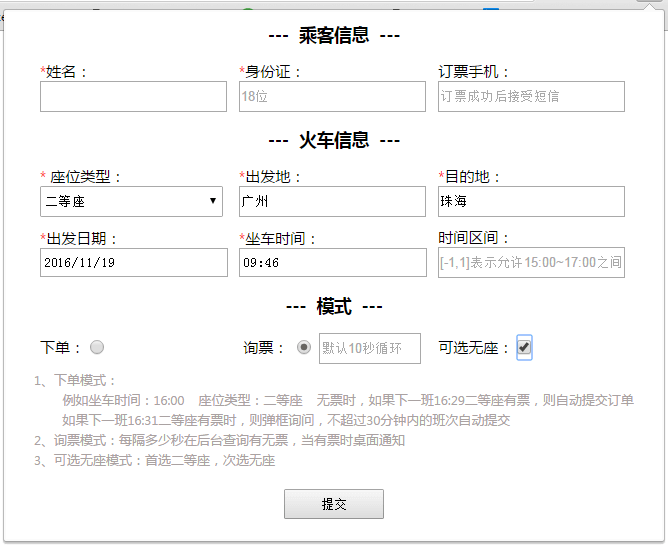 --- 乘客信息 ---
*姓名： *身份证： 订票手机：
18位 订票成功后接受短信
--- 火车信息 ---
* 座位类型： *出发地： *目的地：
二等座 广州 珠海
*出发日期： *坐车时间： 时间区间：
2016/11/19 09:46 [-1,1]表示允许15:00~17:00之间
--- 模式 ---
下单： 询票： 默认10秒循环 可选无座：
1、下单模式：
例如坐车时间：16:00 座位类型：二等座 无票时，如果下一班16:29二等座有票，则自动提交订单
如果下一班16:31二等座有票时，则弹框询问，不超过30分钟内的班次自动提交
2、询票模式：每隔多少秒在后台查询有无票，当有票时桌面通知
3、可选无座模式：首选二等座，次选无座
提交